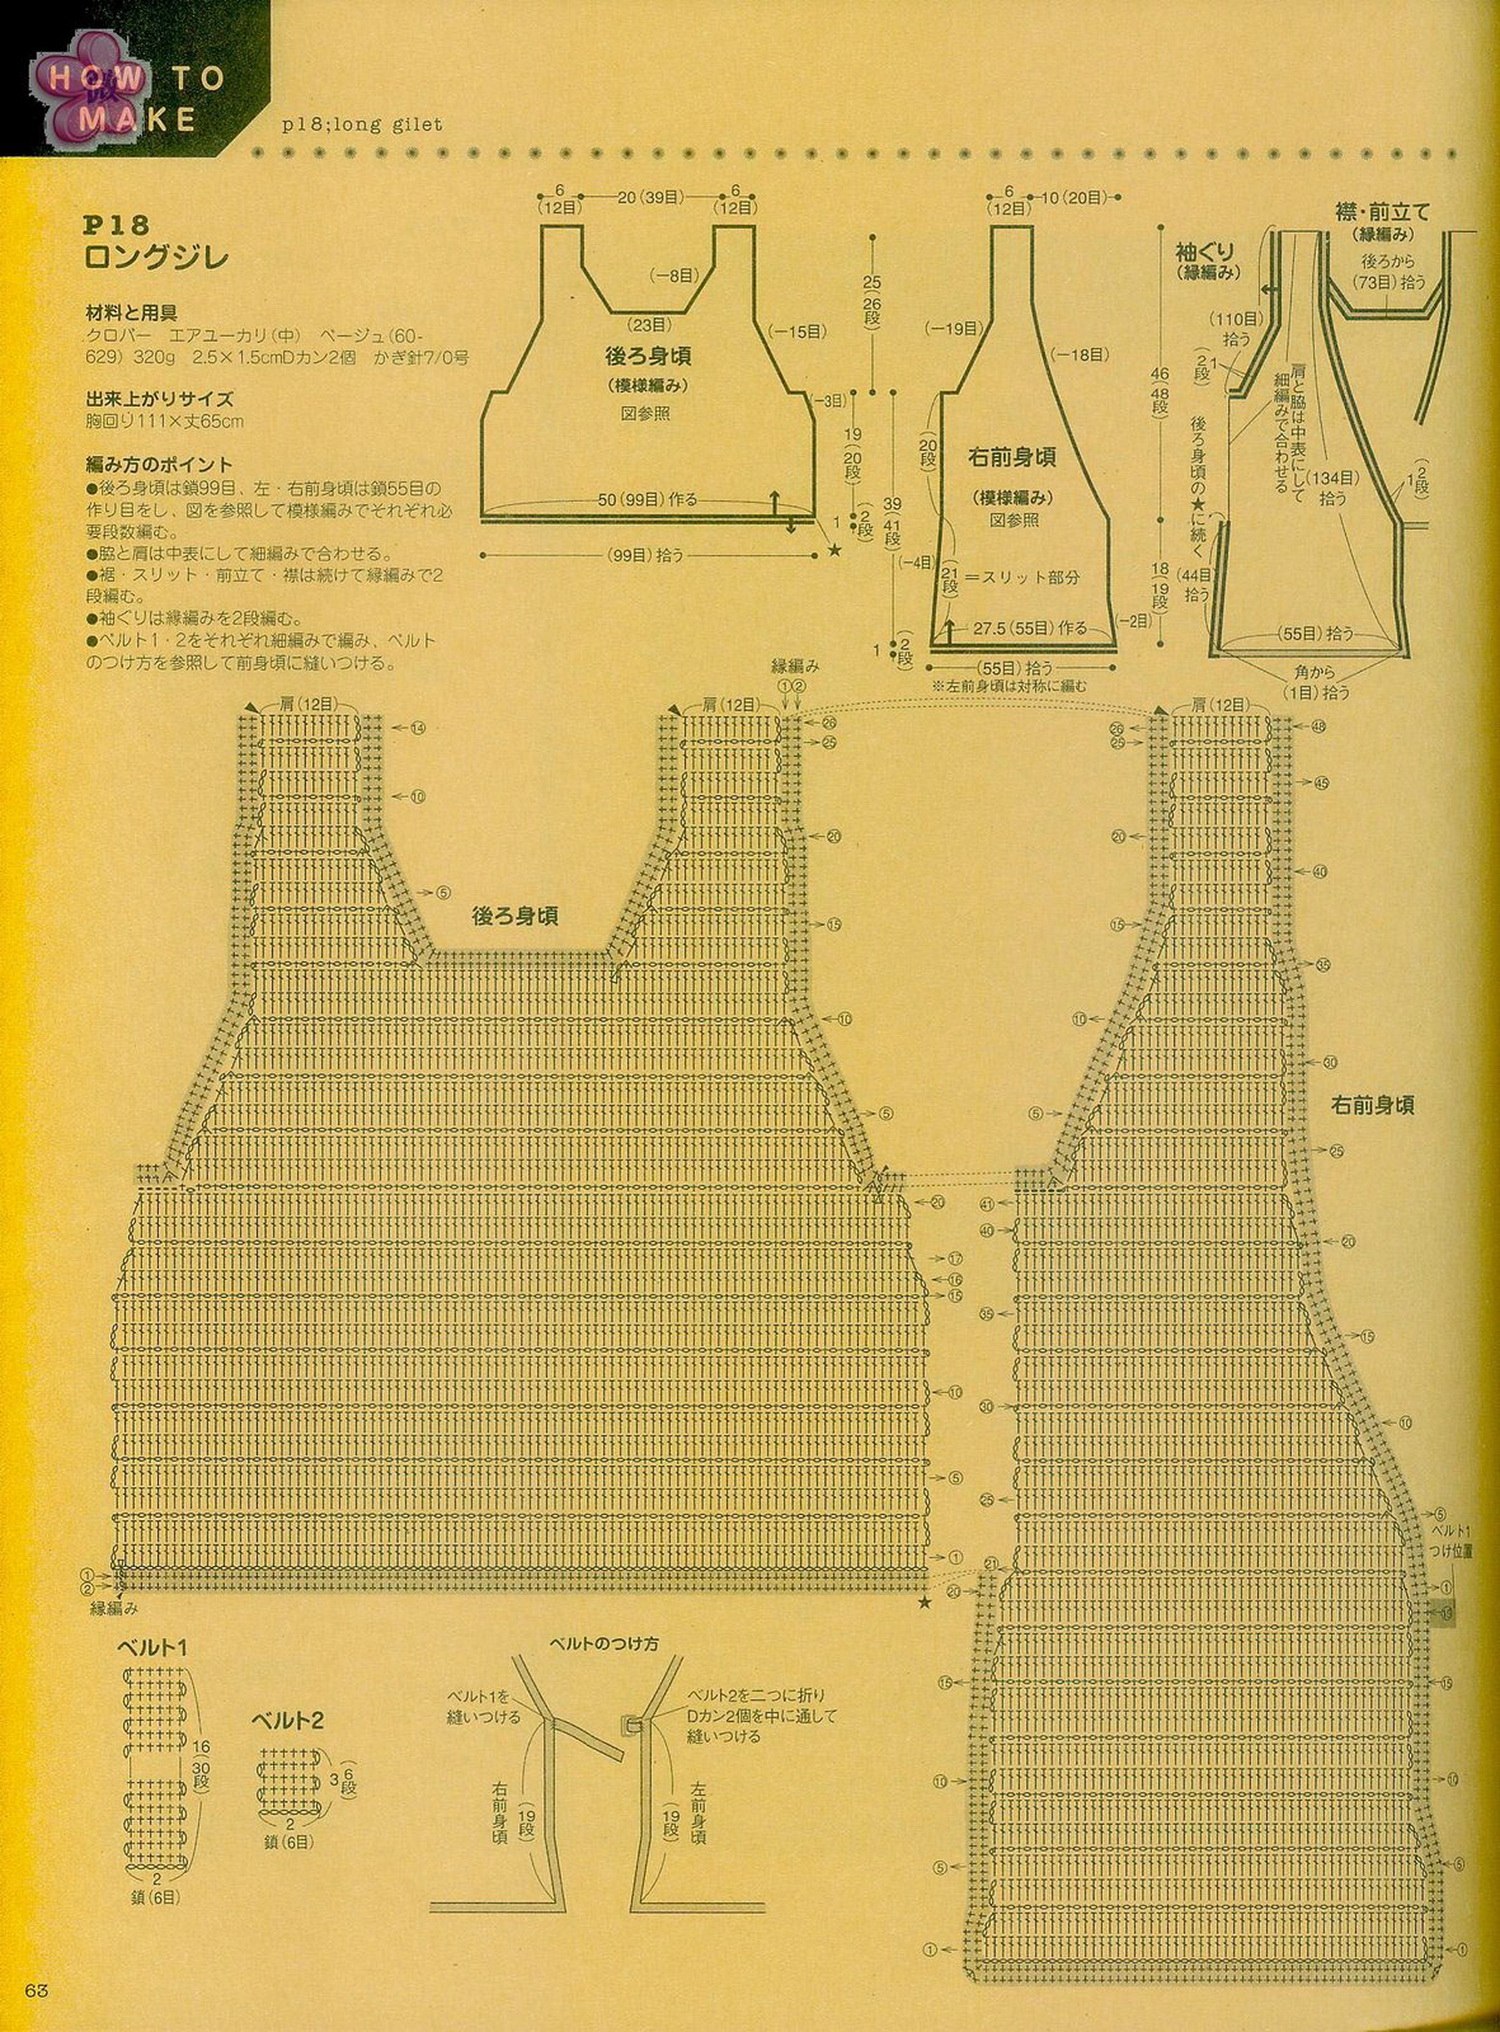 HOW TO
MAKE
p18;long gilet
P18
ロングジレ
材料と用具
クロバー　エアユーカリ(中)　ベージュ(60-
629) 320g　2.5×1.5cmDカン2個　かぎ針7/0号
出来上がりサイズ
胸回り111×丈65cm
編み方のポイント
●後ろ身頃は鎖99目、左・右前身頃は鎖55目の
作り目をし、図を参照して模様編みでそれぞれ必
要段数編む。
●脇と肩は中表にして細編みで合わせる。
●裾・スリット・前立て・襟は続けて縁編みで2
段編む。
●袖ぐりは縁編みを2段編む。
●ベルト1・2をそれぞれ細編みで編み、ベルト
のつけ方を参照して前身頃に縫いつける。
6
(12目)
20(39目)
6
(12目)
(−8目)
(23目)
(−15目)
後ろ身頃
(模様編み)
図参照
(−3目)
50(99目)作る
(99目)拾う
★
25
(26段)
19
(20段)
1
(2段)
39
(41段)
1
(2段)
6
(12目)
10(20目)
(−19目)
(−18目)
(20段)
右前身頃
(模様編み)
図参照
(−4目)
(21段)
=スリット部分
27.5(55目)作る
(−2目)
(55目)拾う
※左前身頃は対称に編む
46
(48段)
18
(19段)
袖ぐり
(縁編み)
襟・前立て
(縁編み)
後ろから
(73目)拾う
(110目)
拾う
1
(2段)
肩と脇は中表にして
細編みで合わせる
後ろ身頃の★に続く
(134目)
拾う
1
(2段)
(44目)
拾う
(55目)拾う
角から
(1目)拾う
縁編み
①②
肩(12目)
肩(12目)
肩(12目)
⑭
⑩
⑤
後ろ身頃
㉖
㉕
⑳
⑮
⑩
⑤
⑳
⑰
⑯
⑮
⑩
⑤
①
①
②
縁編み
★
㉖
㉕
⑳
⑮
⑩
⑤
㊶
㊵
㉟
㉚
㉕
㉑
⑳
⑮
⑩
⑤
①
㊽
㊺
㊵
㉟
㉚
右前身頃
㉕
⑳
⑮
⑩
⑤
ベルト1
つけ位置
①
⑲
⑮
⑩
⑤
①
ベルト1
16
(30段)
2
鎖(6目)
ベルト2
3
(6段)
2
鎖(6目)
ベルトのつけ方
ベルト1を
縫いつける
ベルト2を二つに折り
Dカン2個を中に通して
縫いつける
右前身頃
(19段)
(19段)
左前身頃
63